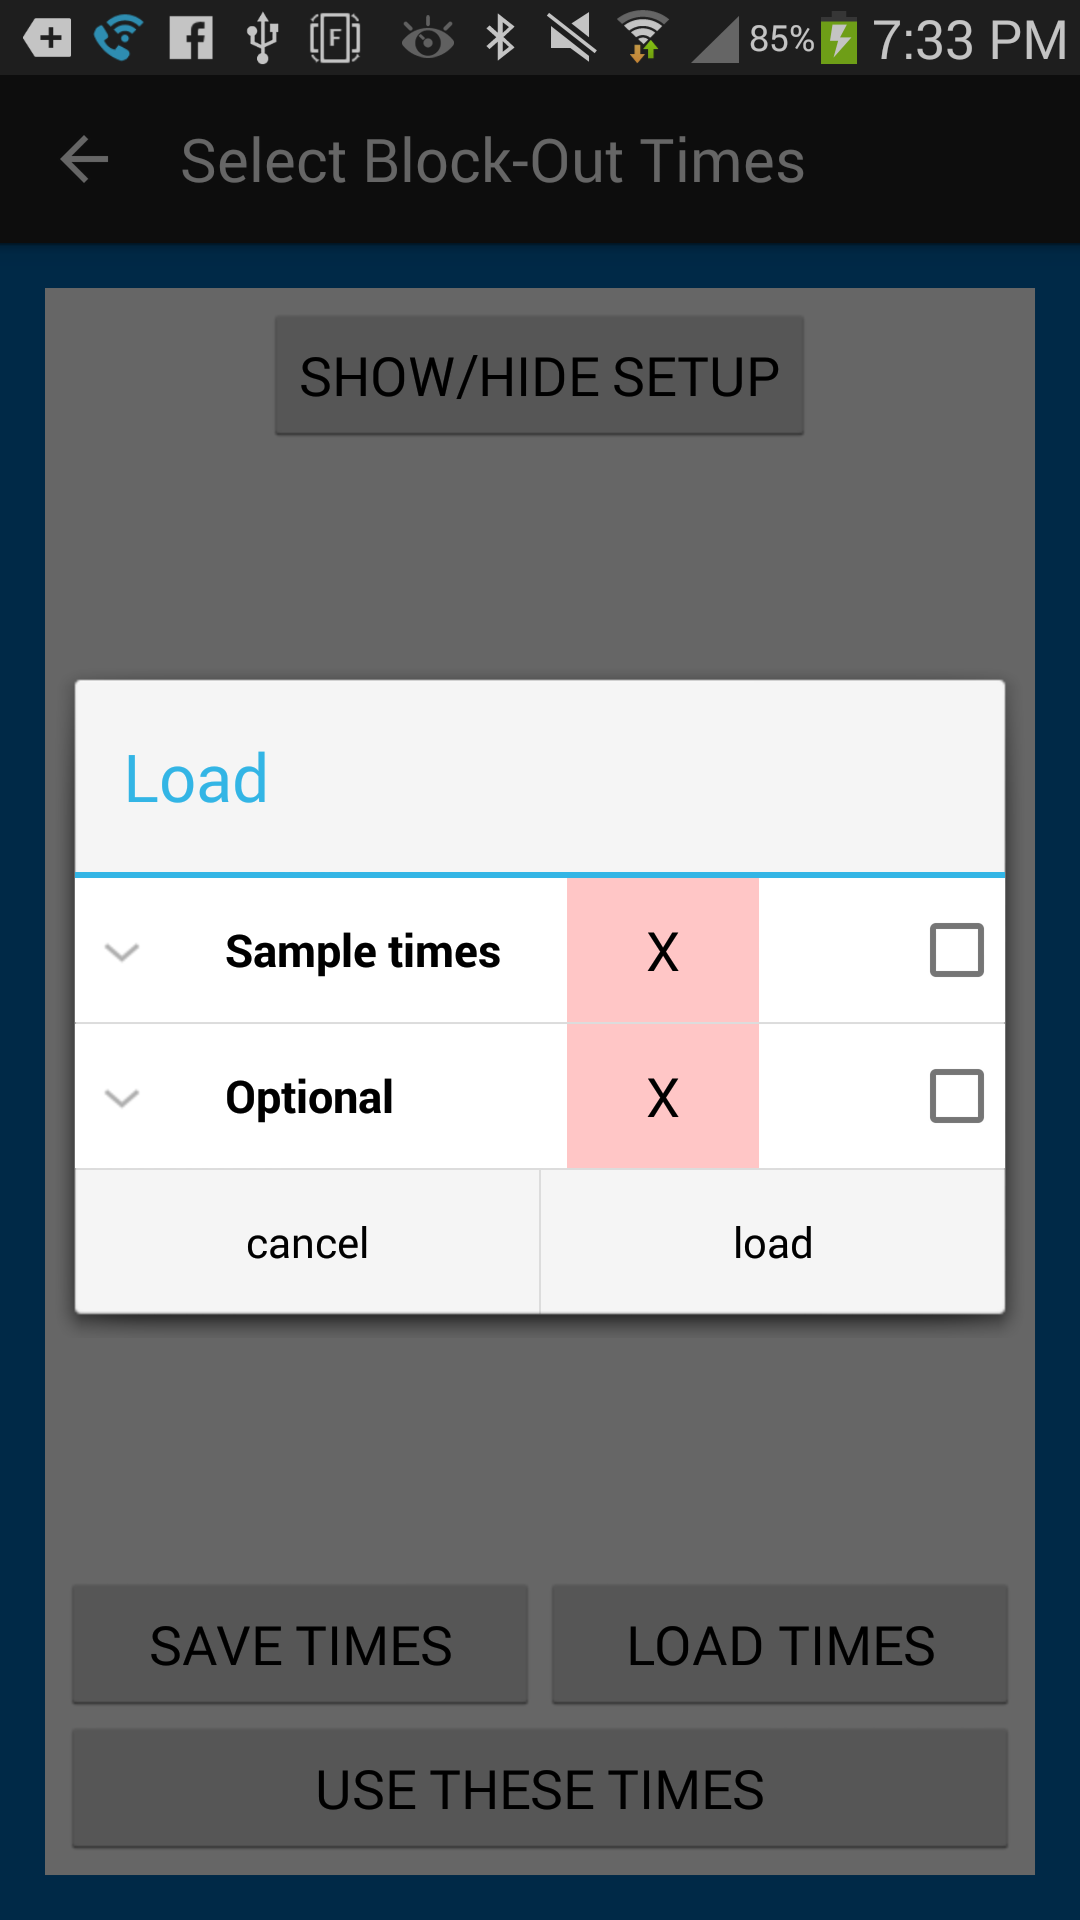 85% 7:33 PM
Select Block-Out Times
SHOW/HIDE SETUP
Load
Sample times X
Optional X
cancel load
SAVE TIMES LOAD TIMES
USE THESE TIMES